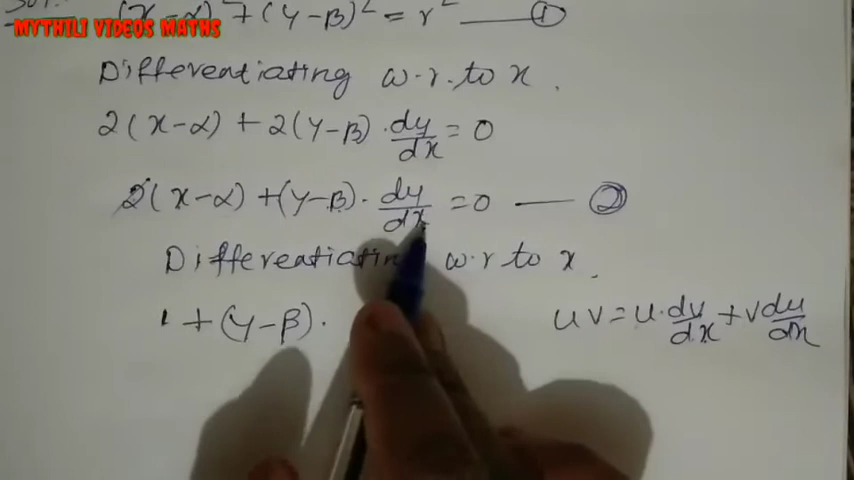 MYTHILI VIDEOS MATHS
(x-α)² + (y-β)² = r² — ①
Differentiating w.r.to x.
2(x-α) + 2(y-β).dy/dx = 0
2(x-α) + (y-β).dy/dx = 0 — ②
Differentiating w.r to x.
1 + (y-β).
uv = u.dy/dx + v du/dx